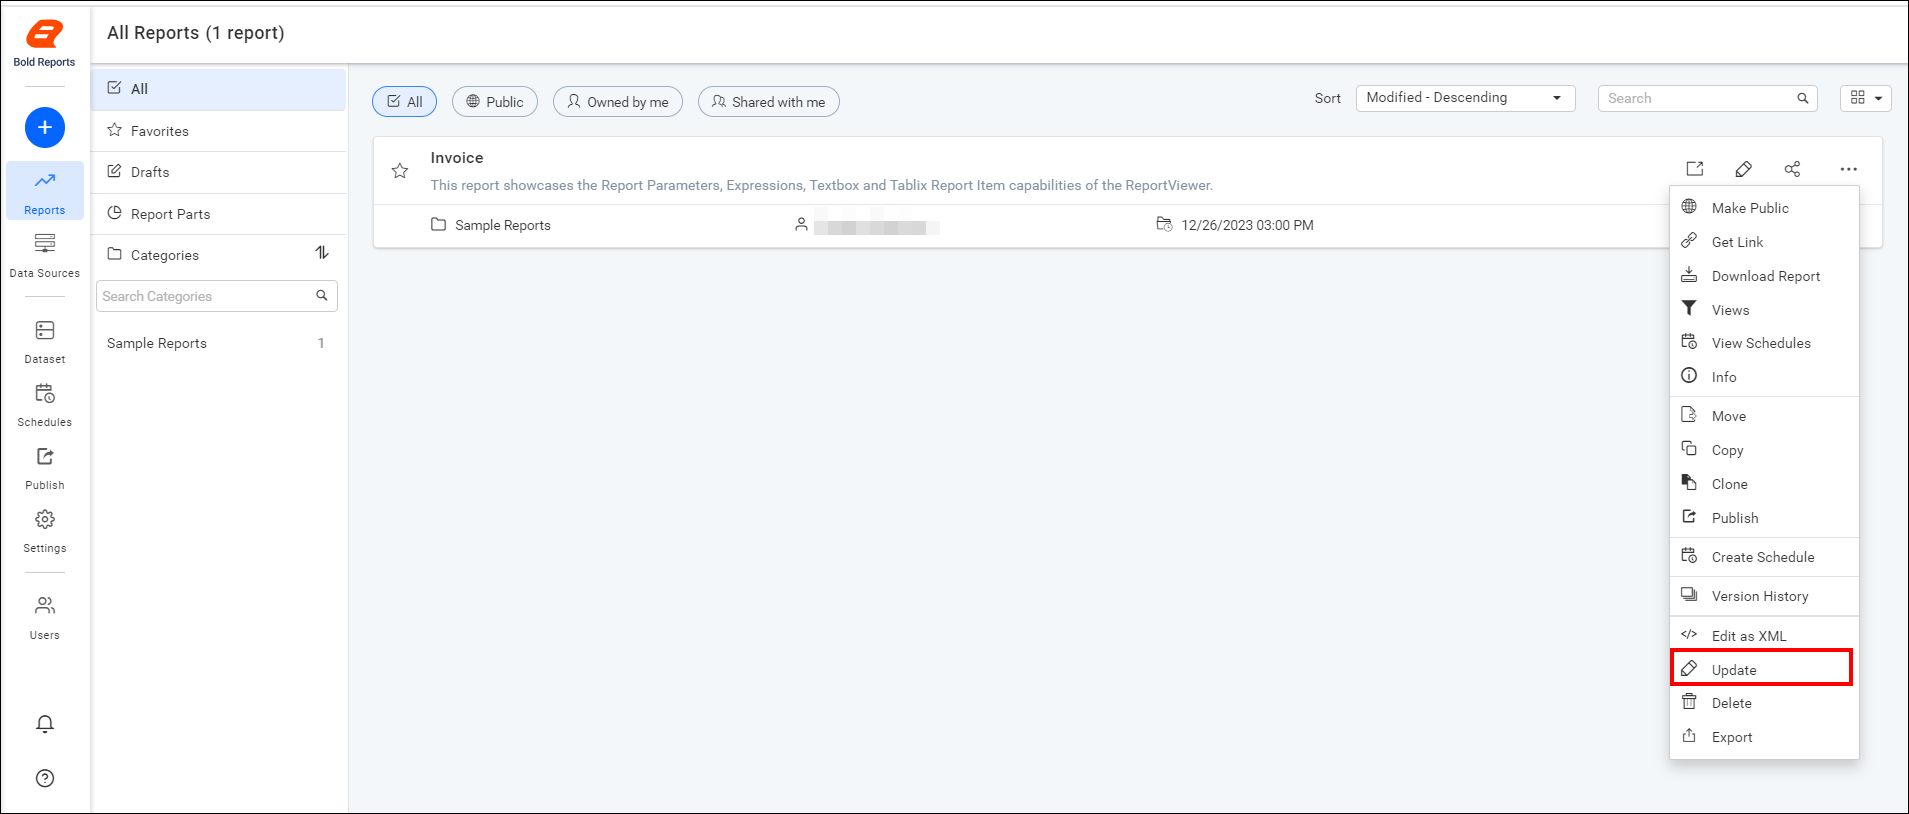 Bold Reports
Reports
Data Sources
Dataset
Schedules
Publish
Settings
Users
All Reports (1 report)
All
Favorites
Drafts
Report Parts
Categories
Search Categories
Sample Reports 1
All Public Owned by me Shared with me
Sort Modified - Descending Search
Invoice
This report showcases the Report Parameters, Expressions, Textbox and Tablix Report Item capabilities of the ReportViewer.
Sample Reports 12/26/2023 03:00 PM
Make Public
Get Link
Download Report
Views
View Schedules
Info
Move
Copy
Clone
Publish
Create Schedule
Version History
Edit as XML
Update
Delete
Export